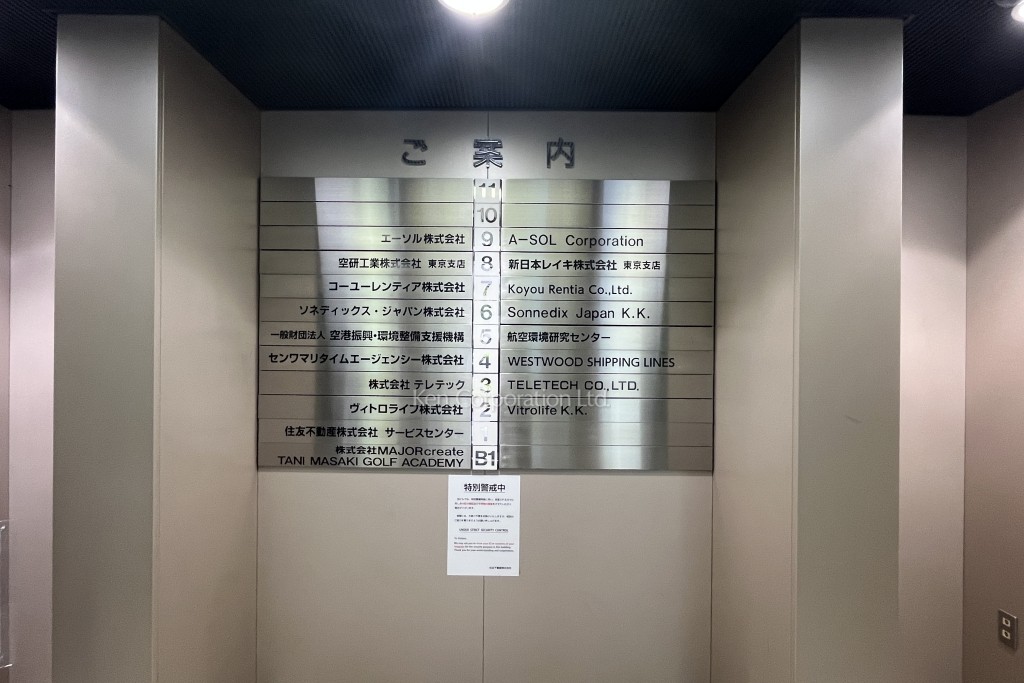 ご案内
11
10
エーソル株式会社 9 A-SOL Corporation
空研工業株式会社 東京支店 8 新日本レイキ株式会社 東京支店
コーユーレンティア株式会社 7 Koyou Rentia Co.,Ltd.
ソネディックス・ジャパン株式会社 6 Sonnedix Japan K.K.
一般財団法人 空港振興・環境整備支援機構 5 航空環境研究センター
センワマリタイムエージェンシー株式会社 4 WESTWOOD SHIPPING LINES
株式会社 テレテック 3 TELETECH CO.,LTD.
Ken Corporation Ltd.
ヴィトロライフ株式会社 2 Vitrolife K.K.
住友不動産株式会社 サービスセンター 1
株式会社MAJORcreate
TANI MASAKI GOLF ACADEMY B1
特別警戒中